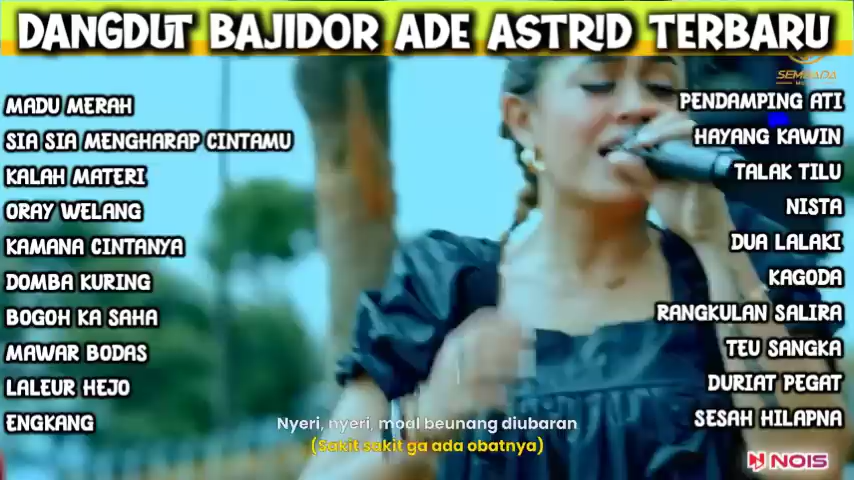 DANGDUT BAJIDOR ADE ASTRID TERBARU
MADU MERAH
SIA SIA MENGHARAP CINTAMU
KALAH MATERI
ORAY WELANG
KAMANA CINTANYA
DOMBA KURING
BOGOH KA SAHA
MAWAR BODAS
LALEUR HEJO
ENGKANG
PENDAMPING ATI
HAYANG KAWIN
TALAK TILU
NISTA
DUA LALAKI
KAGODA
RANGKULAN SALIRA
TEU SANGKA
DURIAT PEGAT
SESAH HILAPNA
Nyeri, nyeri, moal beunang diubaran
(Sakit sakit ga ada obatnya)
NOIS